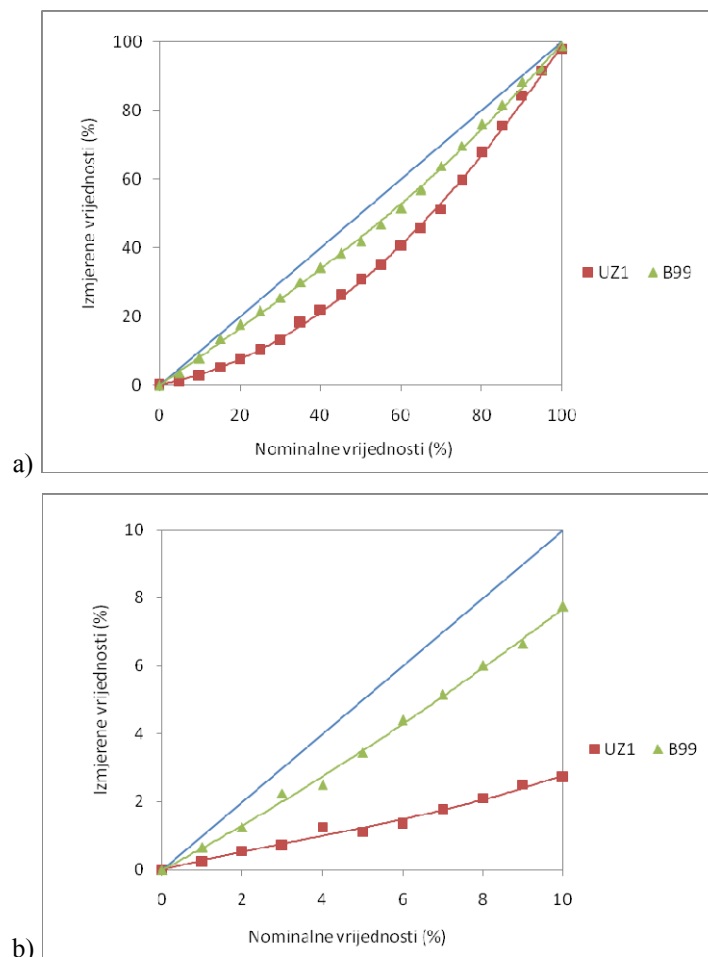 100
80
60
40
20
0
0 20 40 60 80 100
Izmjerene vrijednosti (%)
Nominalne vrijednosti (%)
UZ1 B99
a)
10
8
6
4
2
0
0 2 4 6 8 10
Izmjerene vrijednosti (%)
Nominalne vrijednosti (%)
UZ1 B99
b)